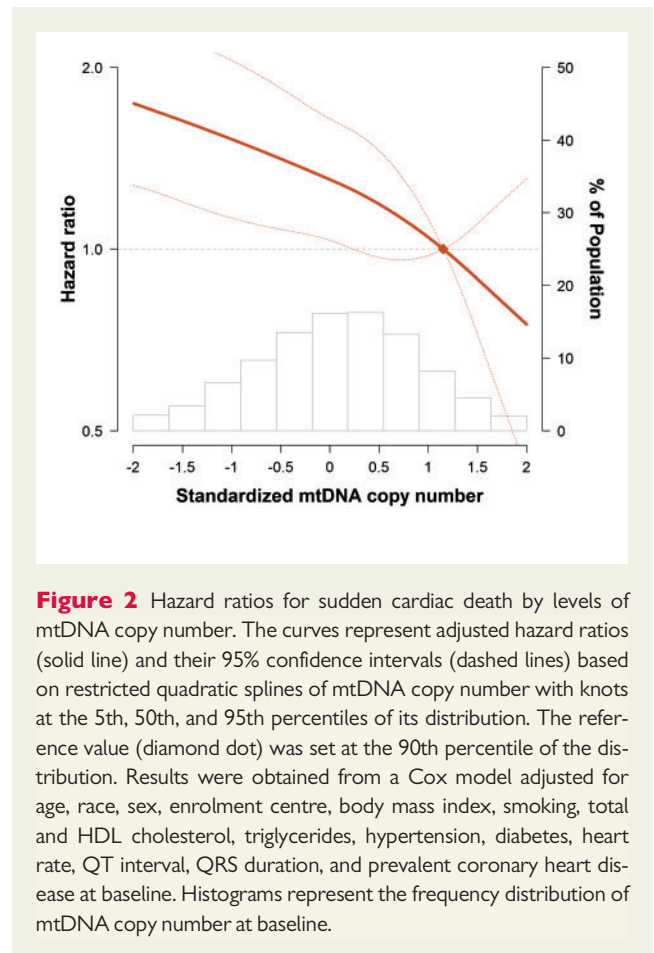 2.0
1.0
0.5
Hazard ratio
50
40
30
20
10
0
% of Population
-2 -1.5 -1 -0.5 0 0.5 1 1.5 2
Standardized mtDNA copy number
Figure 2 Hazard ratios for sudden cardiac death by levels of
mtDNA copy number. The curves represent adjusted hazard ratios
(solid line) and their 95% confidence intervals (dashed lines) based
on restricted quadratic splines of mtDNA copy number with knots
at the 5th, 50th, and 95th percentiles of its distribution. The refer-
ence value (diamond dot) was set at the 90th percentile of the dis-
tribution. Results were obtained from a Cox model adjusted for
age, race, sex, enrolment centre, body mass index, smoking, total
and HDL cholesterol, triglycerides, hypertension, diabetes, heart
rate, QT interval, QRS duration, and prevalent coronary heart dis-
ease at baseline. Histograms represent the frequency distribution of
mtDNA copy number at baseline.